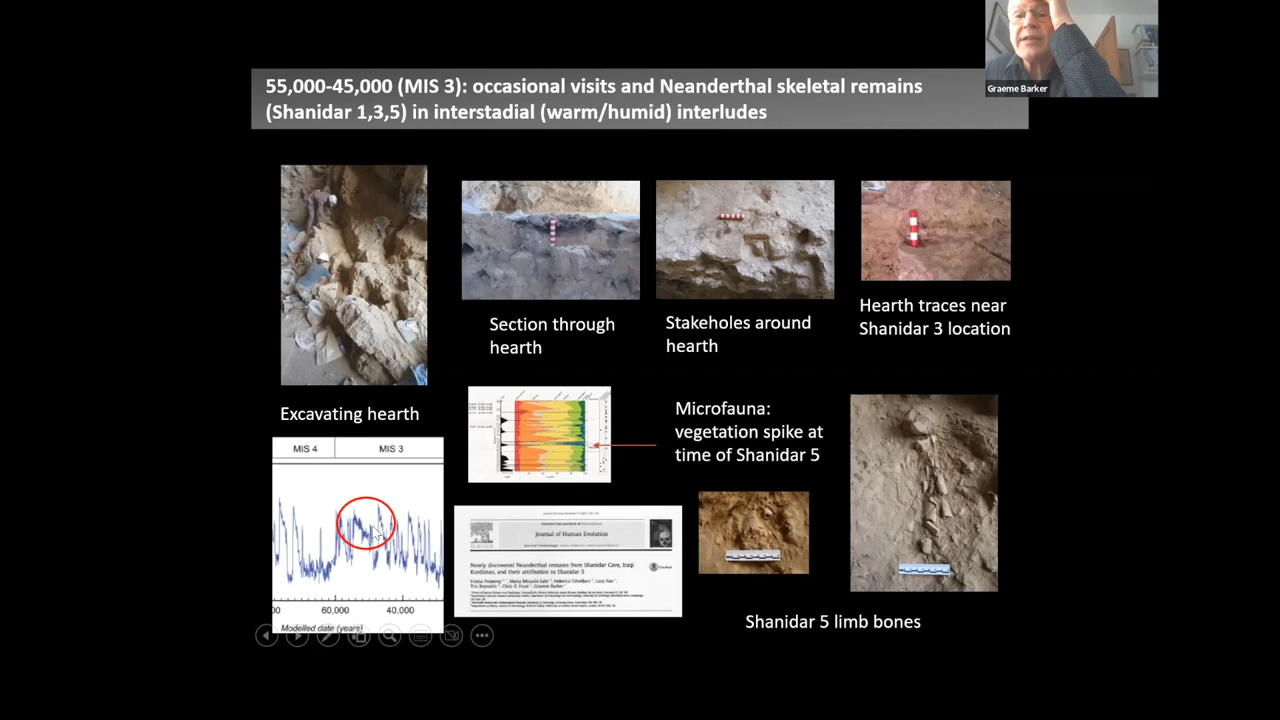 55,000-45,000 (MIS 3): occasional visits and Neanderthal skeletal remains
(Shanidar 1,3,5) in interstadial (warm/humid) interludes
Graeme Barker
Section through
hearth
Stakeholes around
hearth
Hearth traces near
Shanidar 3 location
Excavating hearth
Microfauna:
vegetation spike at
time of Shanidar 5
MIS 4
MIS 3
60,000
40,000
Modelled date (years)
Journal of Human Evolution
Newly discovered Neanderthal remains from Shanidar Cave, Iraqi
Kurdistan, and their attribution to Shanidar 5
Shanidar 5 limb bones